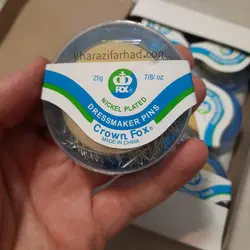 kharazifarhad.com
FOX
25g 7/8/ oz
NICKEL PLATED
DRESSMAKER PINS
Crown Fox®
MADE IN CHINA